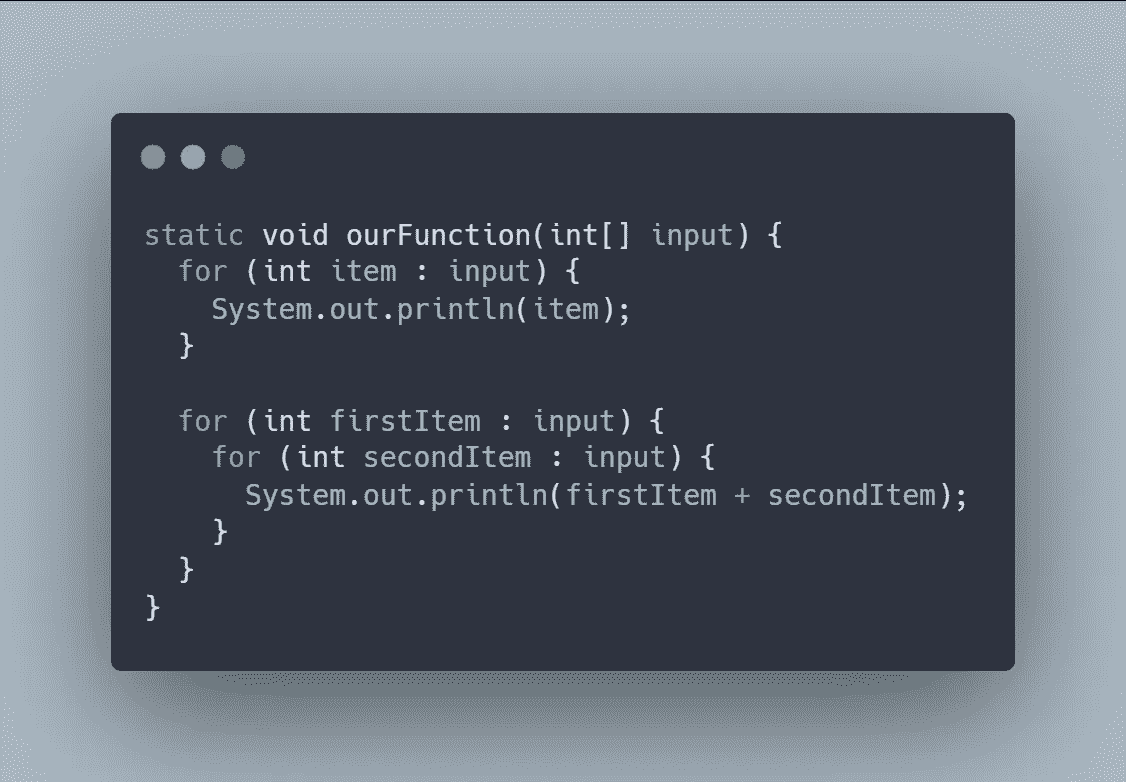 static void ourFunction(int[] input) {
  for (int item : input) {
    System.out.println(item);
  }

  for (int firstItem : input) {
    for (int secondItem : input) {
      System.out.println(firstItem + secondItem);
    }
  }
}